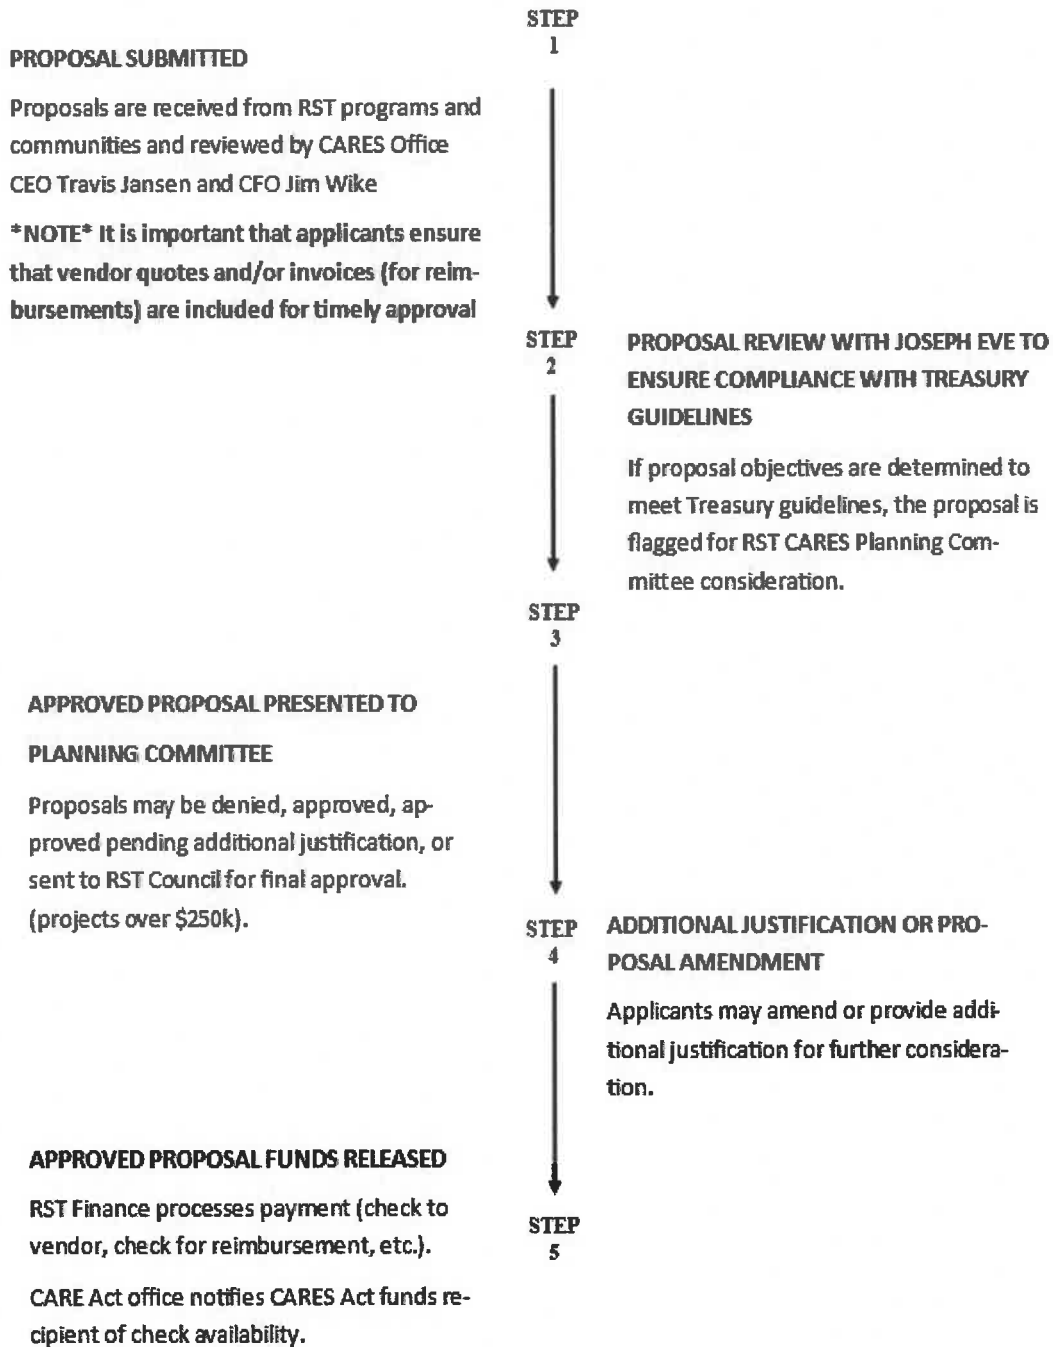 STEP
1
PROPOSAL SUBMITTED
Proposals are received from RST programs and
communities and reviewed by CARES Office
CEO Travis Jansen and CFO Jim Wike
*NOTE* It is important that applicants ensure
that vendor quotes and/or invoices (for reim-
bursements) are included for timely approval
STEP
2
PROPOSAL REVIEW WITH JOSEPH EVE TO
ENSURE COMPLIANCE WITH TREASURY
GUIDELINES
If proposal objectives are determined to
meet Treasury guidelines, the proposal is
flagged for RST CARES Planning Com-
mittee consideration.
STEP
3
APPROVED PROPOSAL PRESENTED TO
PLANNING COMMITTEE
Proposals may be denied, approved, ap-
proved pending additional justification, or
sent to RST Council for final approval.
(projects over $250k).
STEP
4
ADDITIONAL JUSTIFICATION OR PRO-
POSAL AMENDMENT
Applicants may amend or provide addi-
tional justification for further considera-
tion.
APPROVED PROPOSAL FUNDS RELEASED
RST Finance processes payment (check to
vendor, check for reimbursement, etc.).
CARE Act office notifies CARES Act funds re-
cipient of check availability.
STEP
5